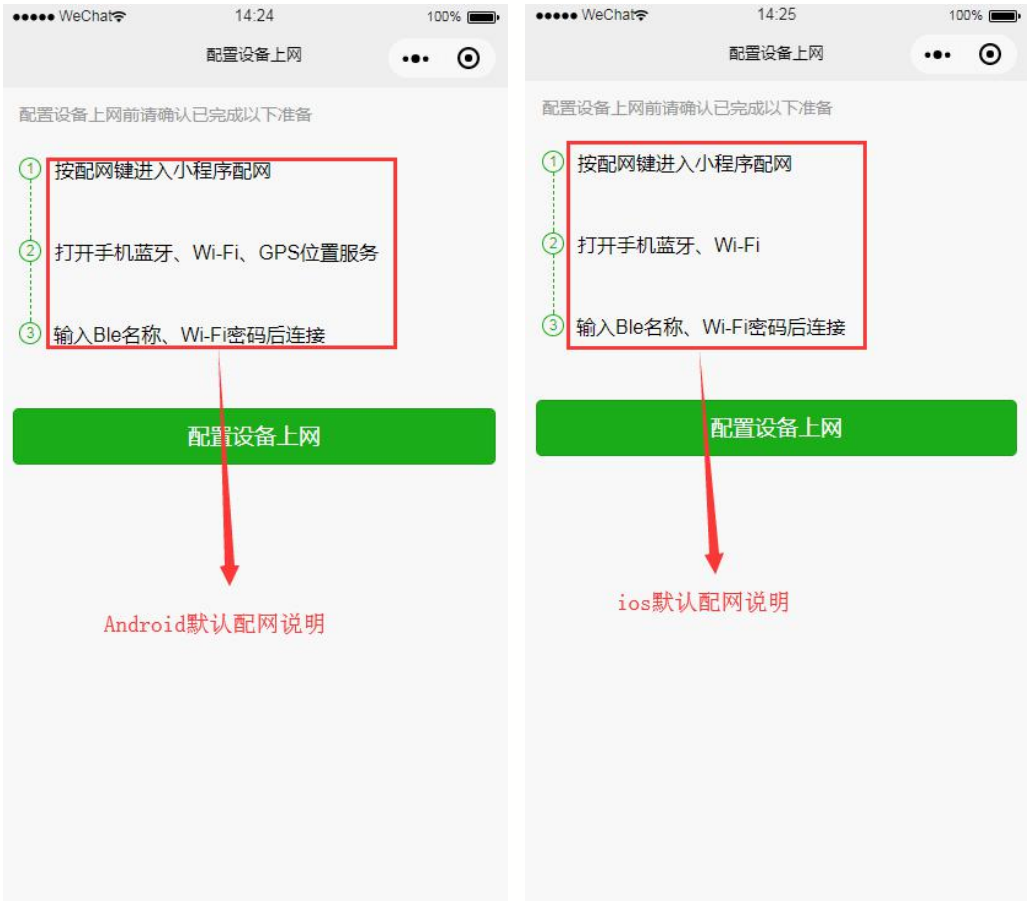 ●●●●● WeChat 14:24 100%
配置设备上网
配置设备上网前请确认已完成以下准备
1 按配网键进入小程序配网
2 打开手机蓝牙、Wi-Fi、GPS位置服务
3 输入Ble名称、Wi-Fi密码后连接
配置设备上网
Android默认配网说明
●●●●● WeChat 14:25 100%
配置设备上网
配置设备上网前请确认已完成以下准备
1 按配网键进入小程序配网
2 打开手机蓝牙、Wi-Fi
3 输入Ble名称、Wi-Fi密码后连接
配置设备上网
ios默认配网说明